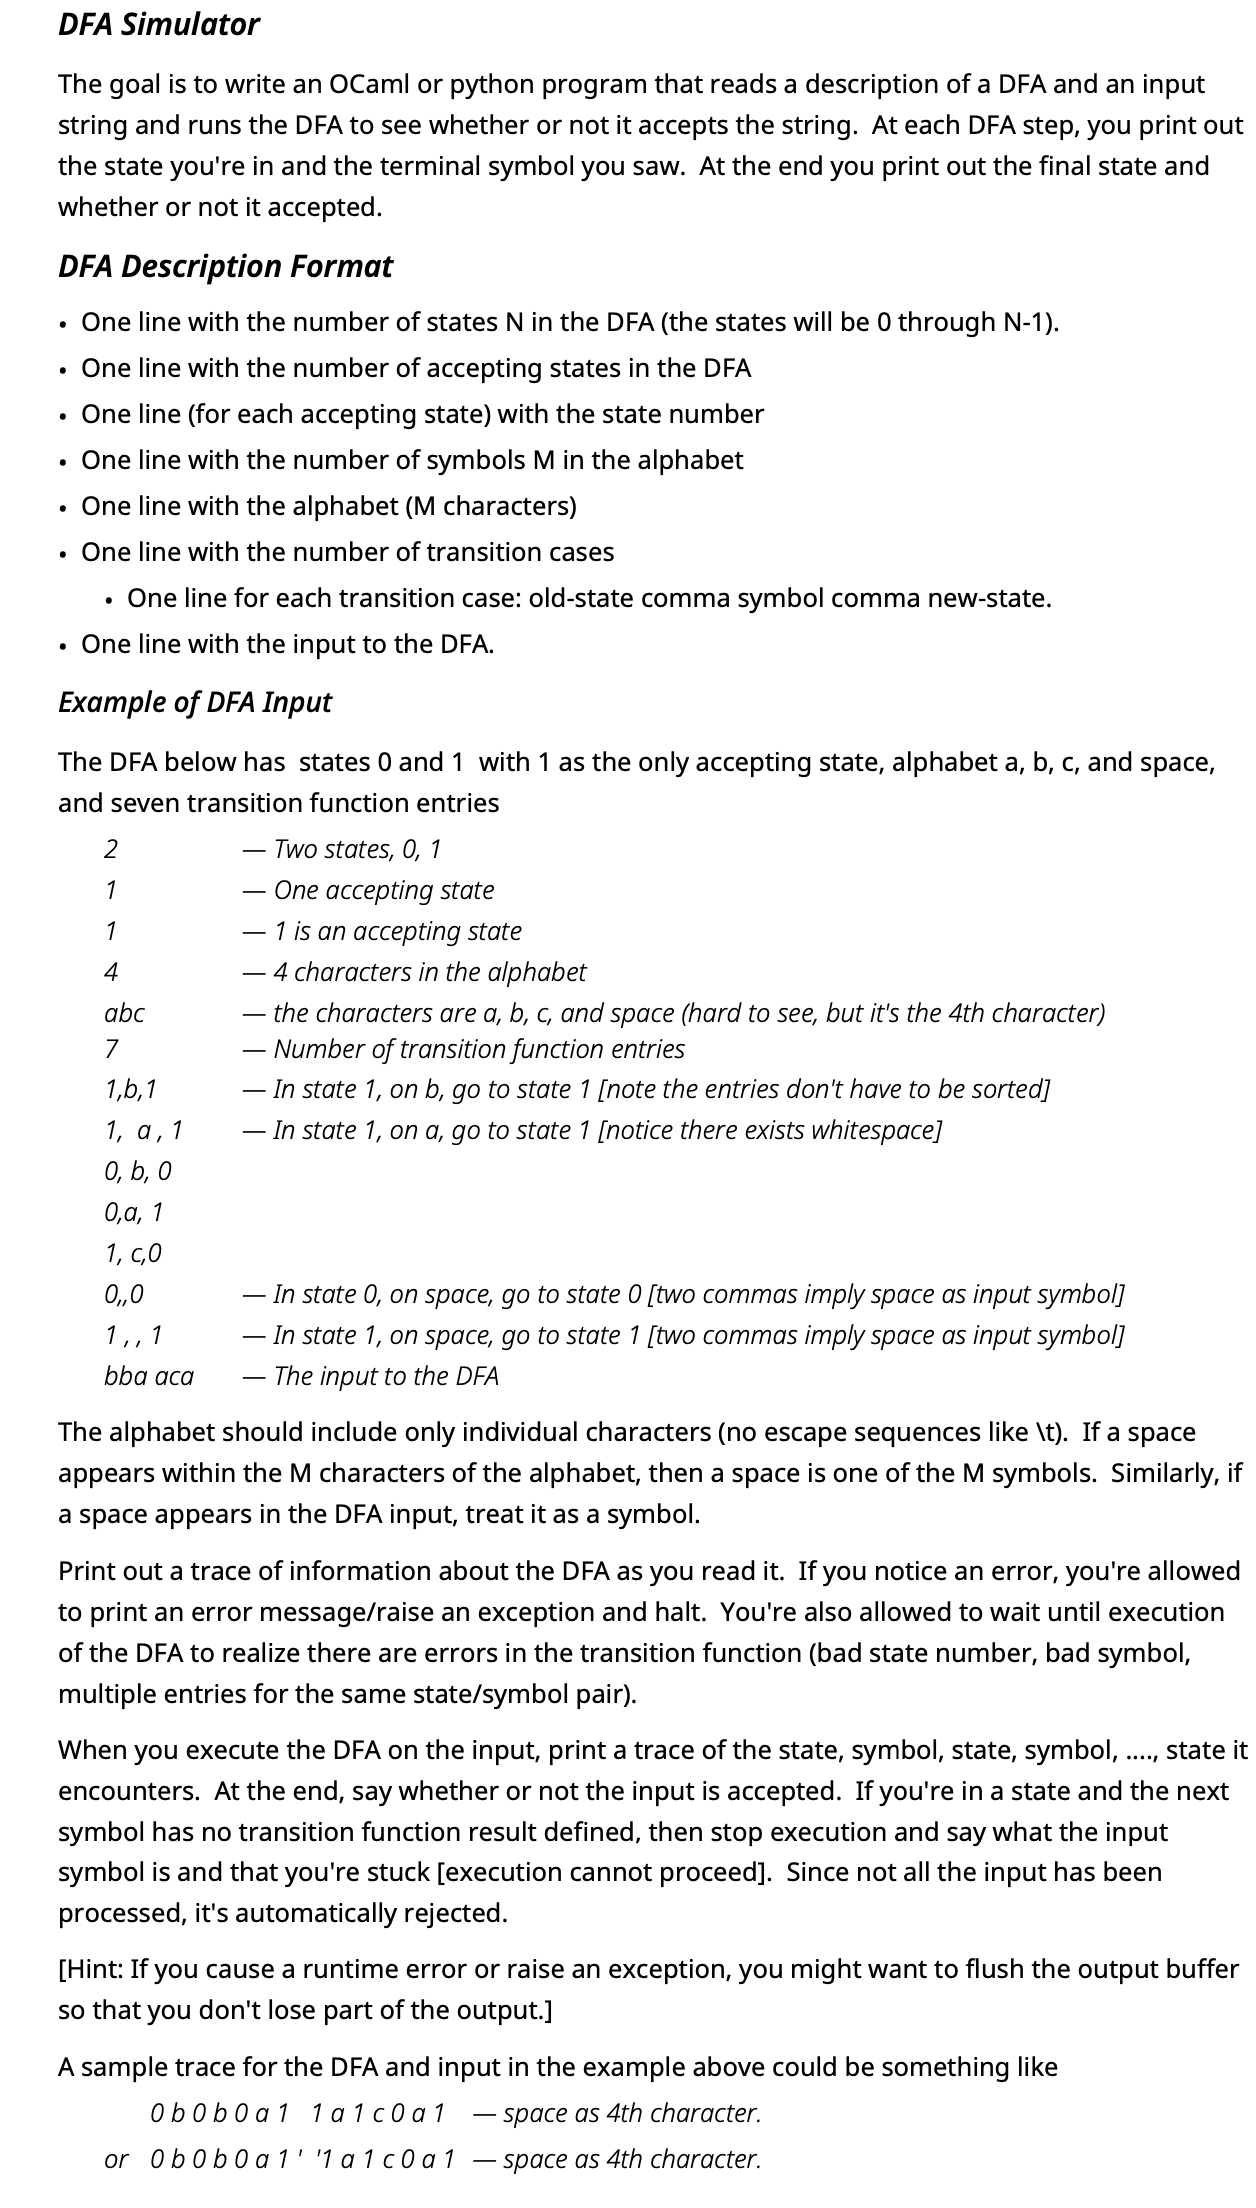 DFA Simulator
The goal is to write an OCaml or python program that reads a description of a DFA and an input
string and runs the DFA to see whether or not it accepts the string.  At each DFA step, you print out
the state you're in and the terminal symbol you saw.  At the end you print out the final state and
whether or not it accepted.
DFA Description Format
• One line with the number of states N in the DFA (the states will be 0 through N-1).
• One line with the number of accepting states in the DFA
• One line (for each accepting state) with the state number
• One line with the number of symbols M in the alphabet
• One line with the alphabet (M characters)
• One line with the number of transition cases
• One line for each transition case: old-state comma symbol comma new-state.
• One line with the input to the DFA.
Example of DFA Input
The DFA below has  states 0 and 1  with 1 as the only accepting state, alphabet a, b, c, and space,
and seven transition function entries
2 — Two states, 0, 1
1 — One accepting state
1 — 1 is an accepting state
4 — 4 characters in the alphabet
abc — the characters are a, b, c, and space (hard to see, but it's the 4th character)
7 — Number of transition function entries
1,b,1 — In state 1, on b, go to state 1 [note the entries don't have to be sorted]
1,  a , 1 — In state 1, on a, go to state 1 [notice there exists whitespace]
0, b, 0
0,a, 1
1, c,0
0,,0 — In state 0, on space, go to state 0 [two commas imply space as input symbol]
1 , , 1 — In state 1, on space, go to state 1 [two commas imply space as input symbol]
bba aca — The input to the DFA
The alphabet should include only individual characters (no escape sequences like \t).  If a space
appears within the M characters of the alphabet, then a space is one of the M symbols.  Similarly, if
a space appears in the DFA input, treat it as a symbol.
Print out a trace of information about the DFA as you read it.  If you notice an error, you're allowed
to print an error message/raise an exception and halt.  You're also allowed to wait until execution
of the DFA to realize there are errors in the transition function (bad state number, bad symbol,
multiple entries for the same state/symbol pair).
When you execute the DFA on the input, print a trace of the state, symbol, state, symbol, ...., state it
encounters.  At the end, say whether or not the input is accepted.  If you're in a state and the next
symbol has no transition function result defined, then stop execution and say what the input
symbol is and that you're stuck [execution cannot proceed].  Since not all the input has been
processed, it's automatically rejected.
[Hint: If you cause a runtime error or raise an exception, you might want to flush the output buffer
so that you don't lose part of the output.]
A sample trace for the DFA and input in the example above could be something like
0 b 0 b 0 a 1   1 a 1 c 0 a 1 — space as 4th character.
or 0 b 0 b 0 a 1 '  '1 a 1 c 0 a 1 — space as 4th character.